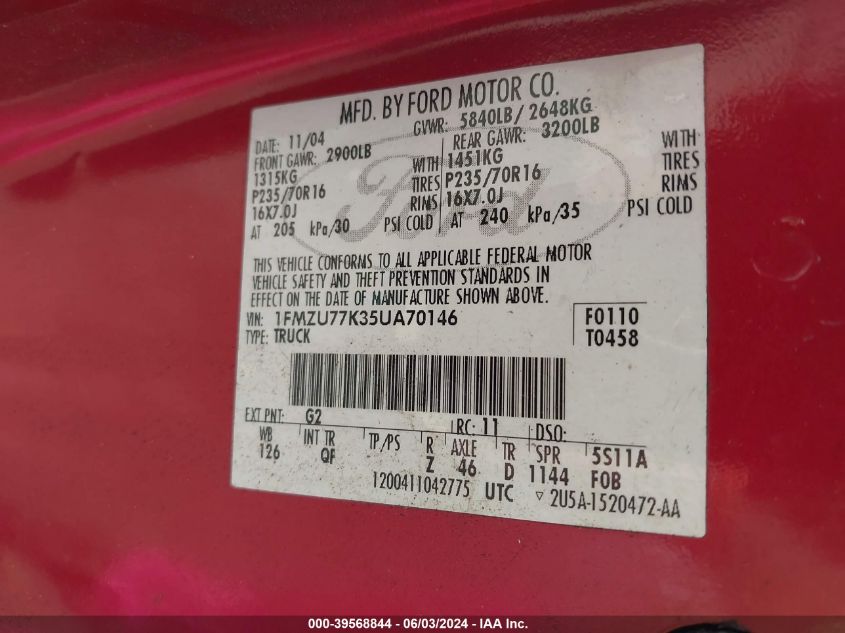 MFD. BY FORD MOTOR CO.
DATE: 11/04 GVWR: 5840LB / 2648KG
FRONT GAWR: 2900LB REAR GAWR: 3200LB
1315KG WITH 1451KG WITH
P235/70R16 TIRES P235/70R16 TIRES
16X7.0J RIMS 16X7.0J RIMS
AT 205 kPa/30 PSI COLD AT 240 kPa/35 PSI COLD
Ford
THIS VEHICLE CONFORMS TO ALL APPLICABLE FEDERAL MOTOR
VEHICLE SAFETY AND THEFT PREVENTION STANDARDS IN
EFFECT ON THE DATE OF MANUFACTURE SHOWN ABOVE.
VIN: 1FMZU77K35UA70146 F0110
TYPE: TRUCK T0458
EXT PNT: G2 RC: 11 DSO:
WB INT TR TP/PS R AXLE TR SPR 5S11A
126 QF Z 46 D 1144 FOB
1200411042775 UTC ▽ 2U5A-1520472-AA
000-39568844 - 06/03/2024 - IAA Inc.